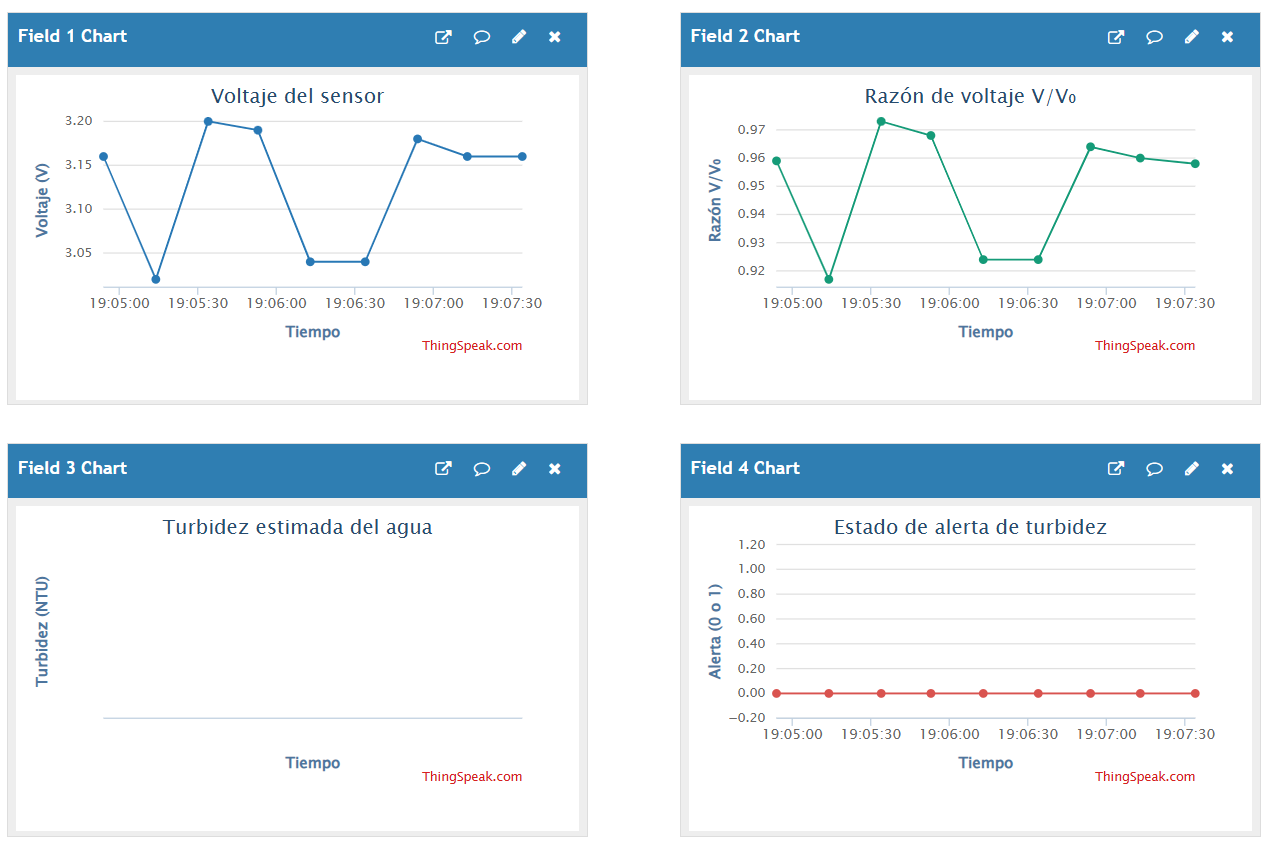 Field 1 Chart
Voltaje del sensor
Voltaje (V)
3.20
3.15
3.10
3.05
19:05:00 19:05:30 19:06:00 19:06:30 19:07:00 19:07:30
Tiempo
ThingSpeak.com
Field 2 Chart
Razón de voltaje V/V₀
Razón V/V₀
0.97
0.96
0.95
0.94
0.93
0.92
19:05:00 19:05:30 19:06:00 19:06:30 19:07:00 19:07:30
Tiempo
ThingSpeak.com
Field 3 Chart
Turbidez estimada del agua
Turbidez (NTU)
Tiempo
ThingSpeak.com
Field 4 Chart
Estado de alerta de turbidez
Alerta (0 o 1)
1.20
1.00
0.80
0.60
0.40
0.20
0.00
−0.20
19:05:00 19:05:30 19:06:00 19:06:30 19:07:00 19:07:30
Tiempo
ThingSpeak.com